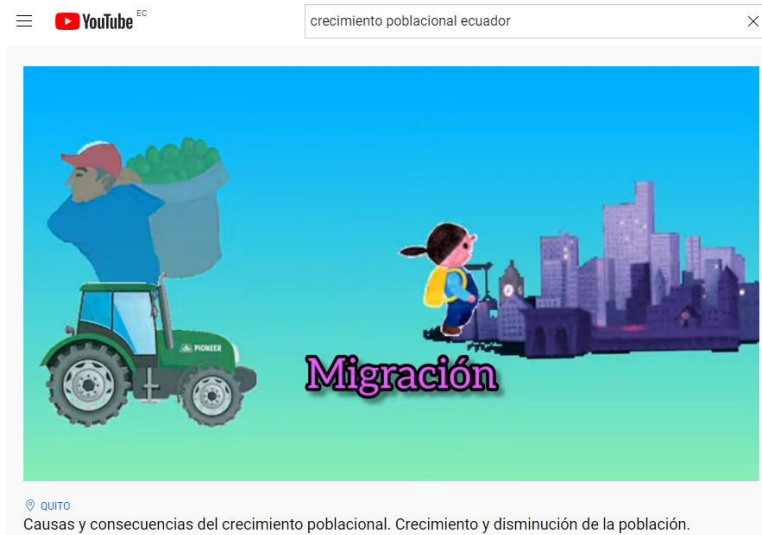 YouTube EC
crecimiento poblacional ecuador
PIONEER
Migración
QUITO
Causas y consecuencias del crecimiento poblacional. Crecimiento y disminución de la población.